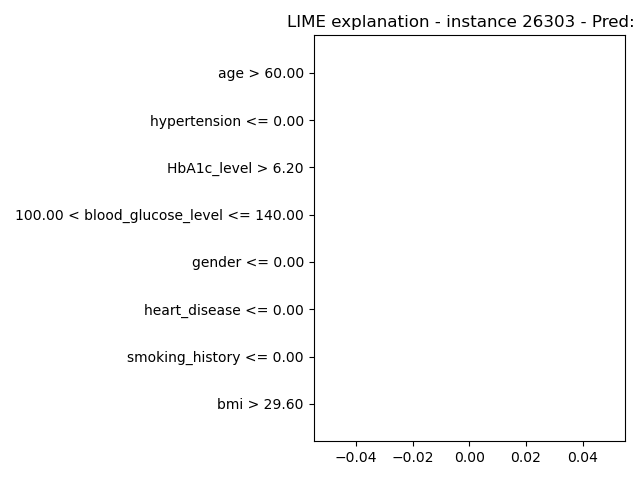 LIME explanation - instance 26303 - Pred:
age > 60.00
hypertension <= 0.00
HbA1c_level > 6.20
100.00 < blood_glucose_level <= 140.00
gender <= 0.00
heart_disease <= 0.00
smoking_history <= 0.00
bmi > 29.60
−0.04 −0.02 0.00 0.02 0.04